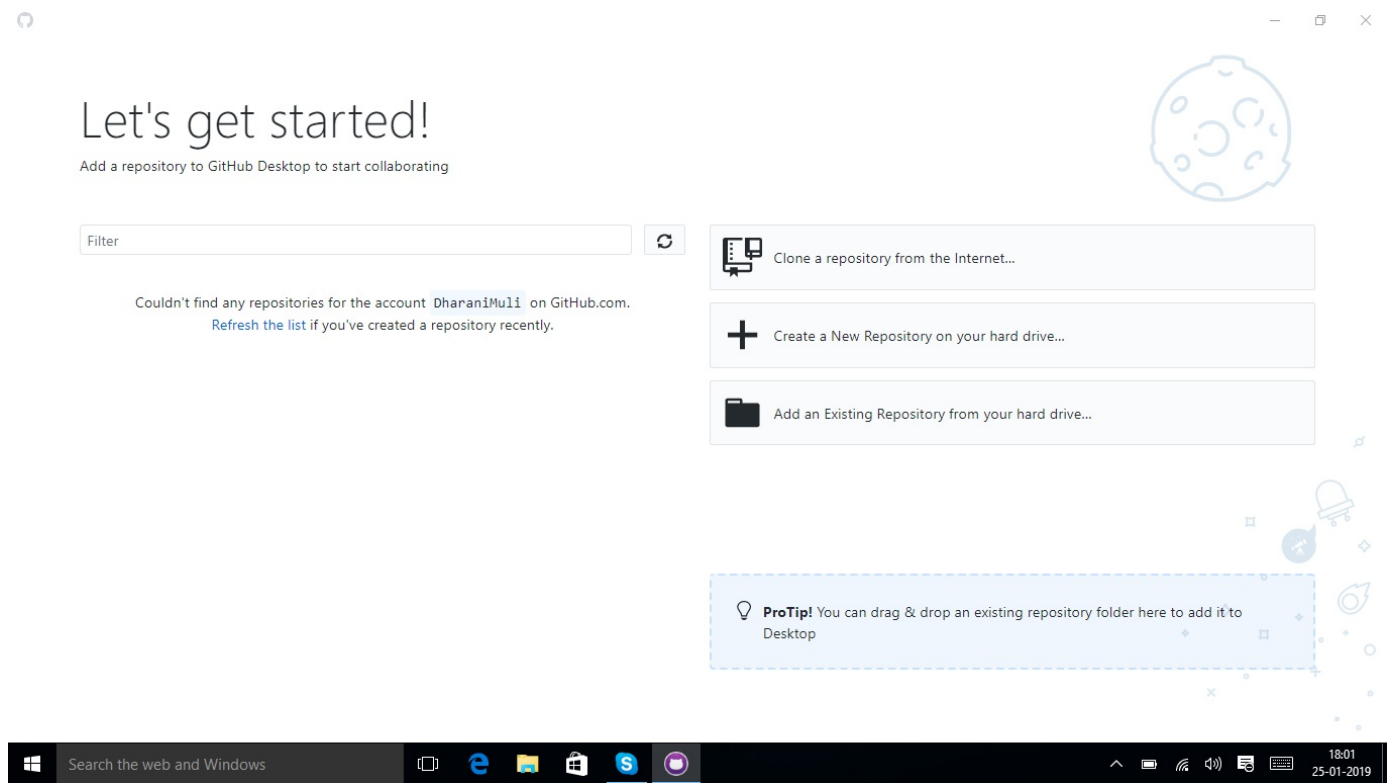 Let's get started!
Add a repository to GitHub Desktop to start collaborating
Filter
Couldn't find any repositories for the account DharaniMuli on GitHub.com.
Refresh the list if you've created a repository recently.
Clone a repository from the Internet...
Create a New Repository on your hard drive...
Add an Existing Repository from your hard drive...
ProTip! You can drag & drop an existing repository folder here to add it to
Desktop
Search the web and Windows
18:01
25-01-2019